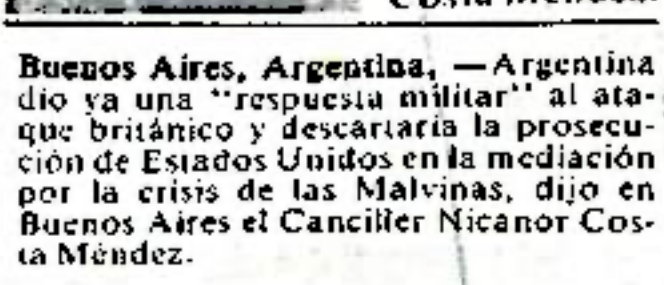 Buenos Aires, Argentina, —Argentina
dio ya una "respuesta militar" al ata-
que británico y descartaría la prosecu-
ción de Estados Unidos en la mediación
por la crisis de las Malvinas, dijo en
Buenos Aires el Canciller Nicanor Cos-
ta Méndez.